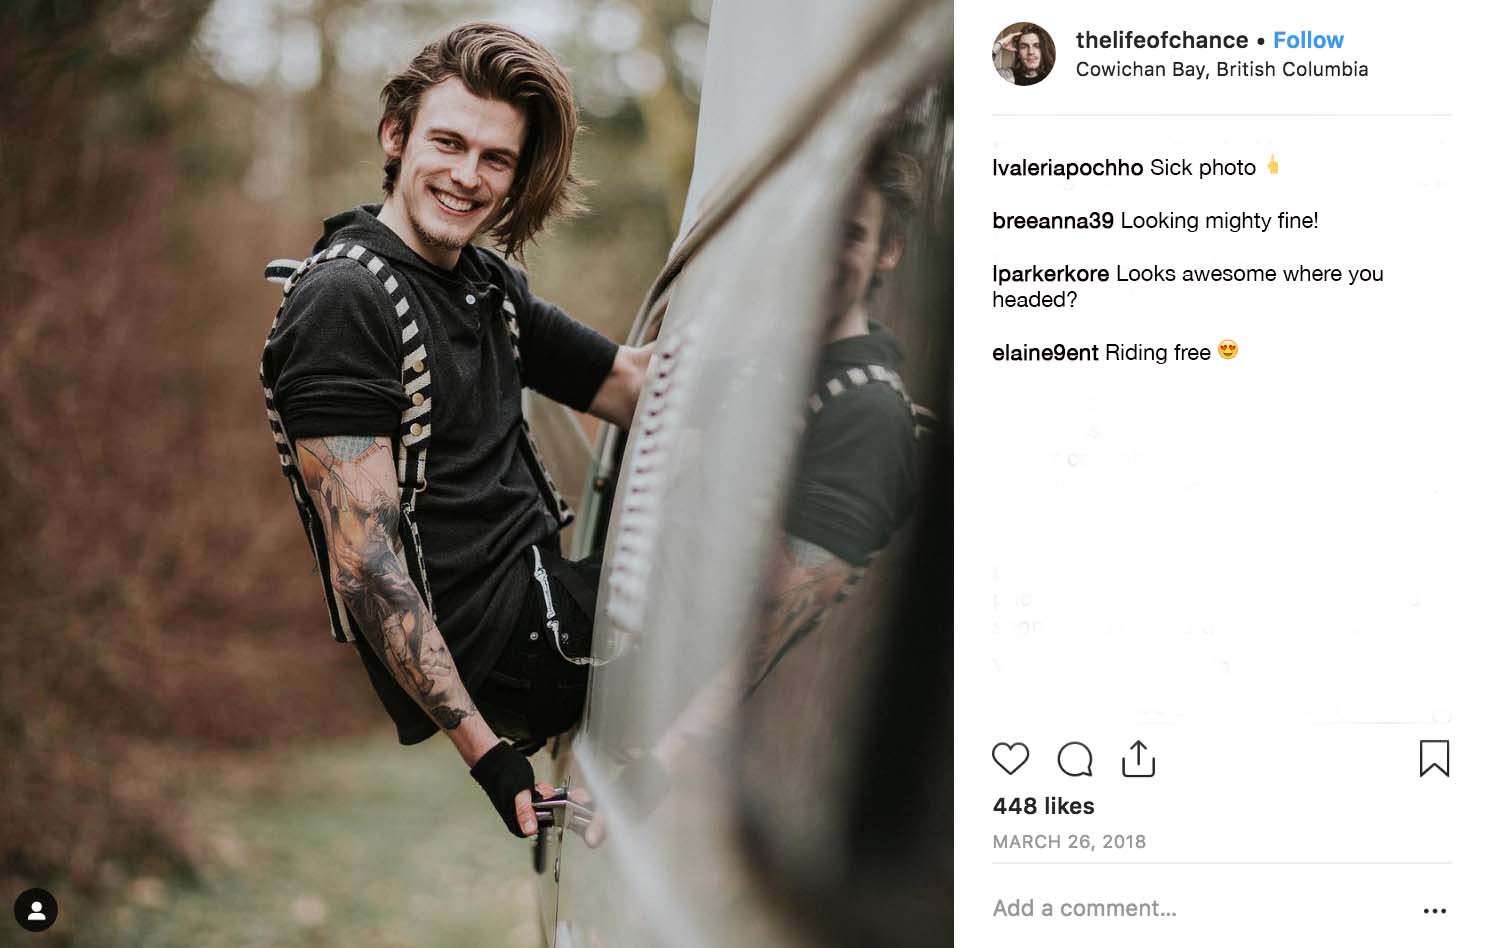 thelifeofchance • Follow
Cowichan Bay, British Columbia
lvaleriapochho Sick photo 👆
breeanna39 Looking mighty fine!
lparkerkore Looks awesome where you
headed?
elaine9ent Riding free 😍
448 likes
MARCH 26, 2018
Add a comment...